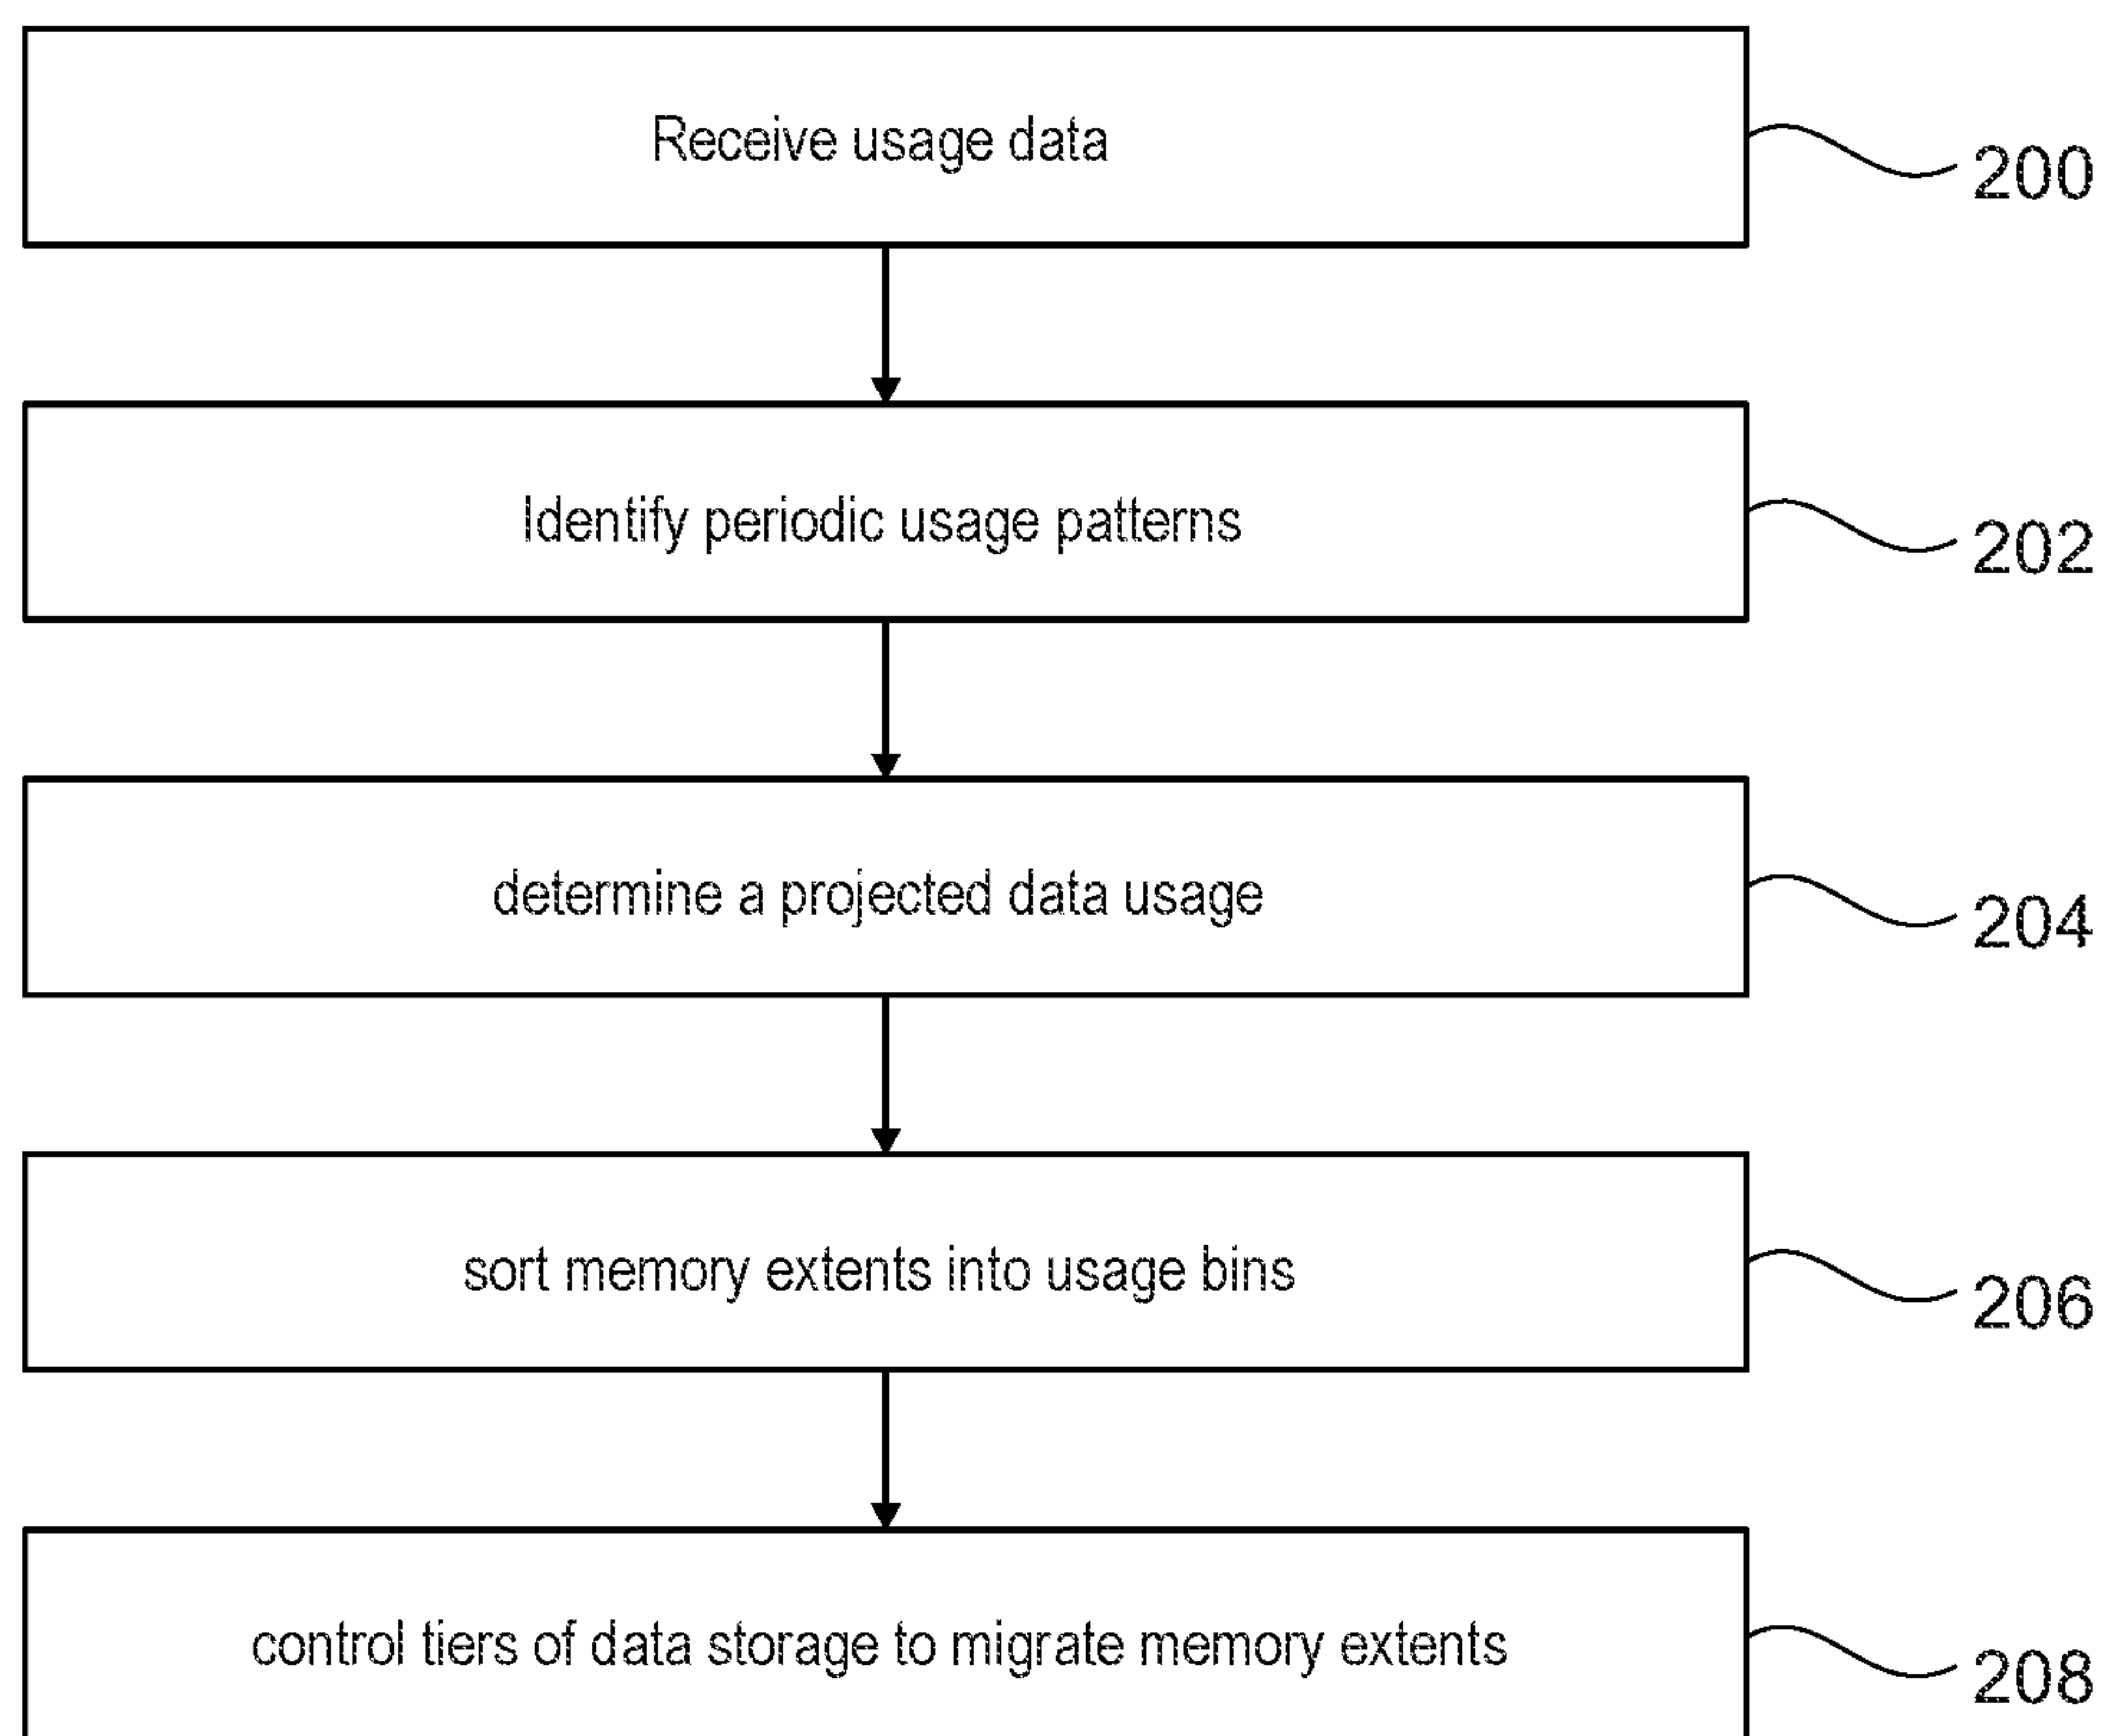 Receive usage data
200
Identify periodic usage patterns
202
determine a projected data usage
204
sort memory extents into usage bins
206
control tiers of data storage to migrate memory extents
208